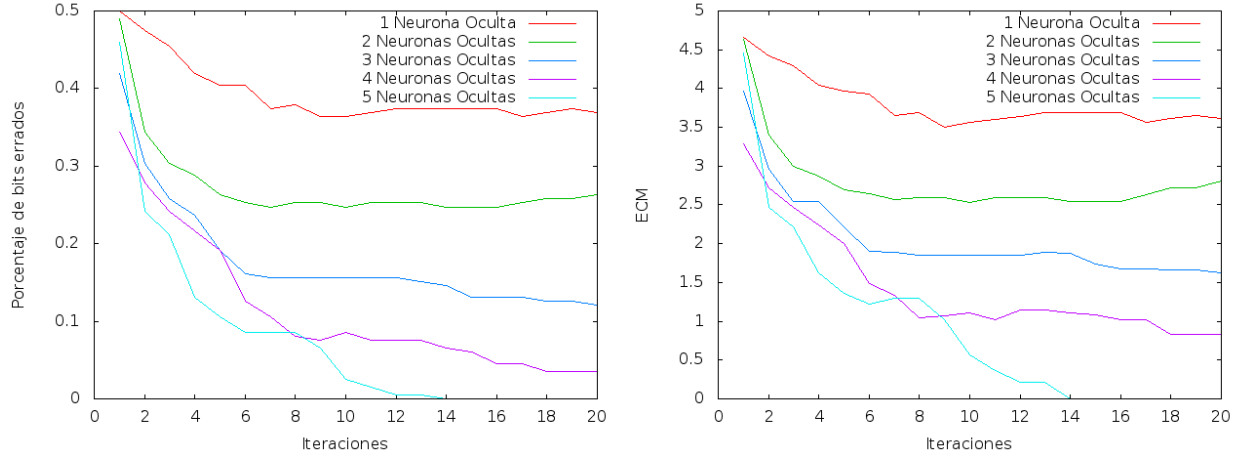 0.5
0.4
0.3
0.2
0.1
0
Porcentaje de bits errados
1 Neurona Oculta
2 Neuronas Ocultas
3 Neuronas Ocultas
4 Neuronas Ocultas
5 Neuronas Ocultas
0 2 4 6 8 10 12 14 16 18 20
Iteraciones
5
4.5
4
3.5
3
2.5
2
1.5
1
0.5
0
ECM
1 Neurona Oculta
2 Neuronas Ocultas
3 Neuronas Ocultas
4 Neuronas Ocultas
5 Neuronas Ocultas
0 2 4 6 8 10 12 14 16 18 20
Iteraciones